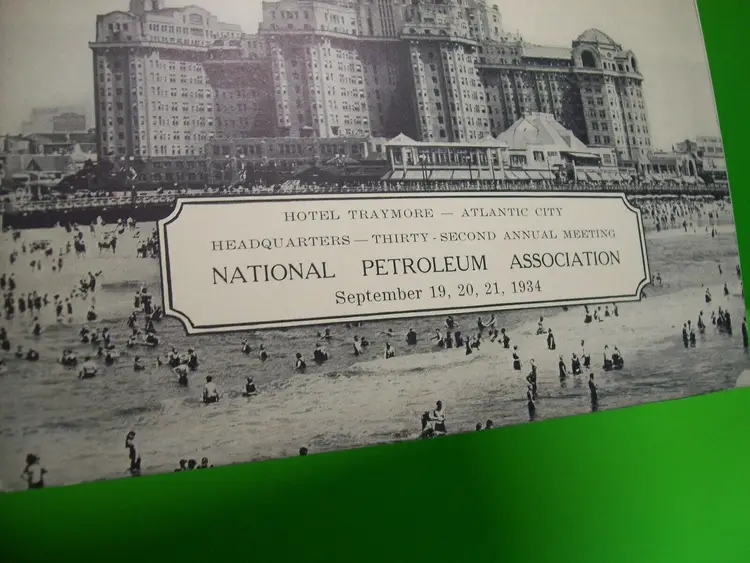 HOTEL TRAYMORE — ATLANTIC CITY
HEADQUARTERS — THIRTY-SECOND ANNUAL MEETING
NATIONAL PETROLEUM ASSOCIATION
September 19, 20, 21, 1934